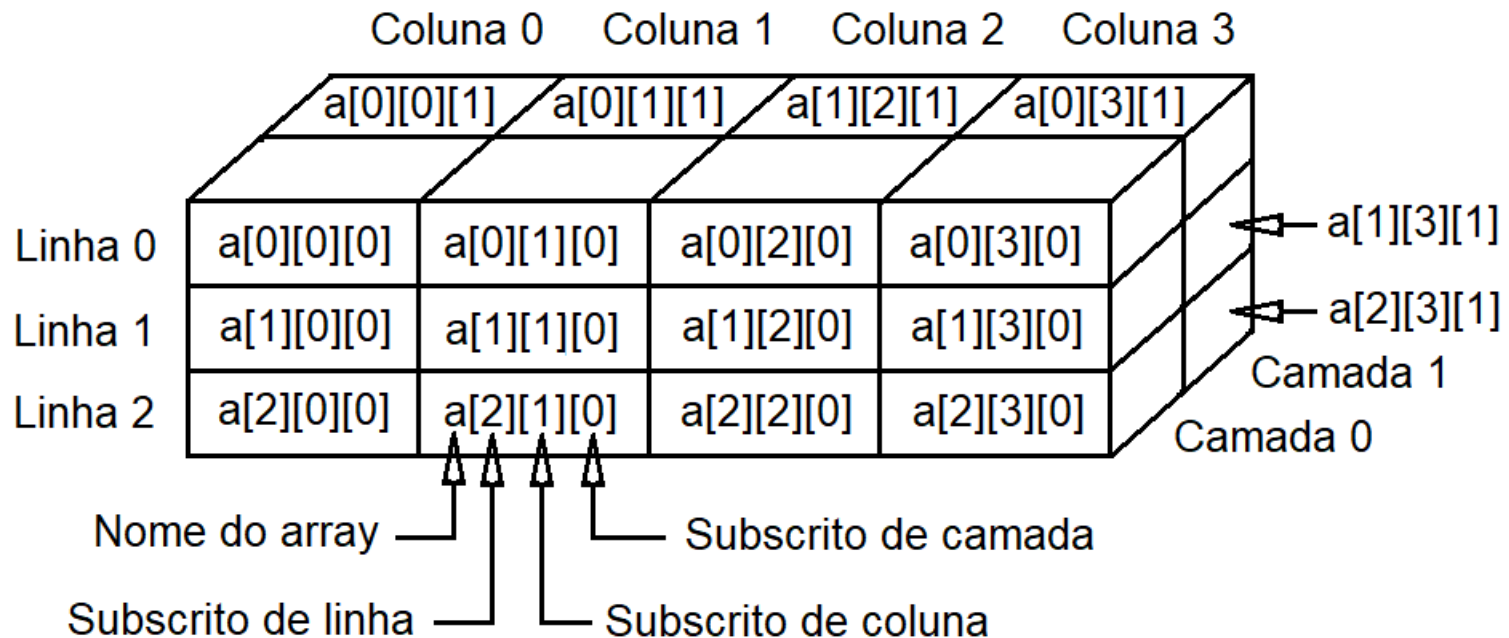 Coluna 0 Coluna 1 Coluna 2 Coluna 3
a[0][0][1] a[0][1][1] a[1][2][1] a[0][3][1]
Linha 0 a[0][0][0] a[0][1][0] a[0][2][0] a[0][3][0] a[1][3][1]
Linha 1 a[1][0][0] a[1][1][0] a[1][2][0] a[1][3][0] a[2][3][1]
Camada 1
Linha 2 a[2][0][0] a[2][1][0] a[2][2][0] a[2][3][0] Camada 0
Nome do array Subscrito de camada
Subscrito de linha Subscrito de coluna